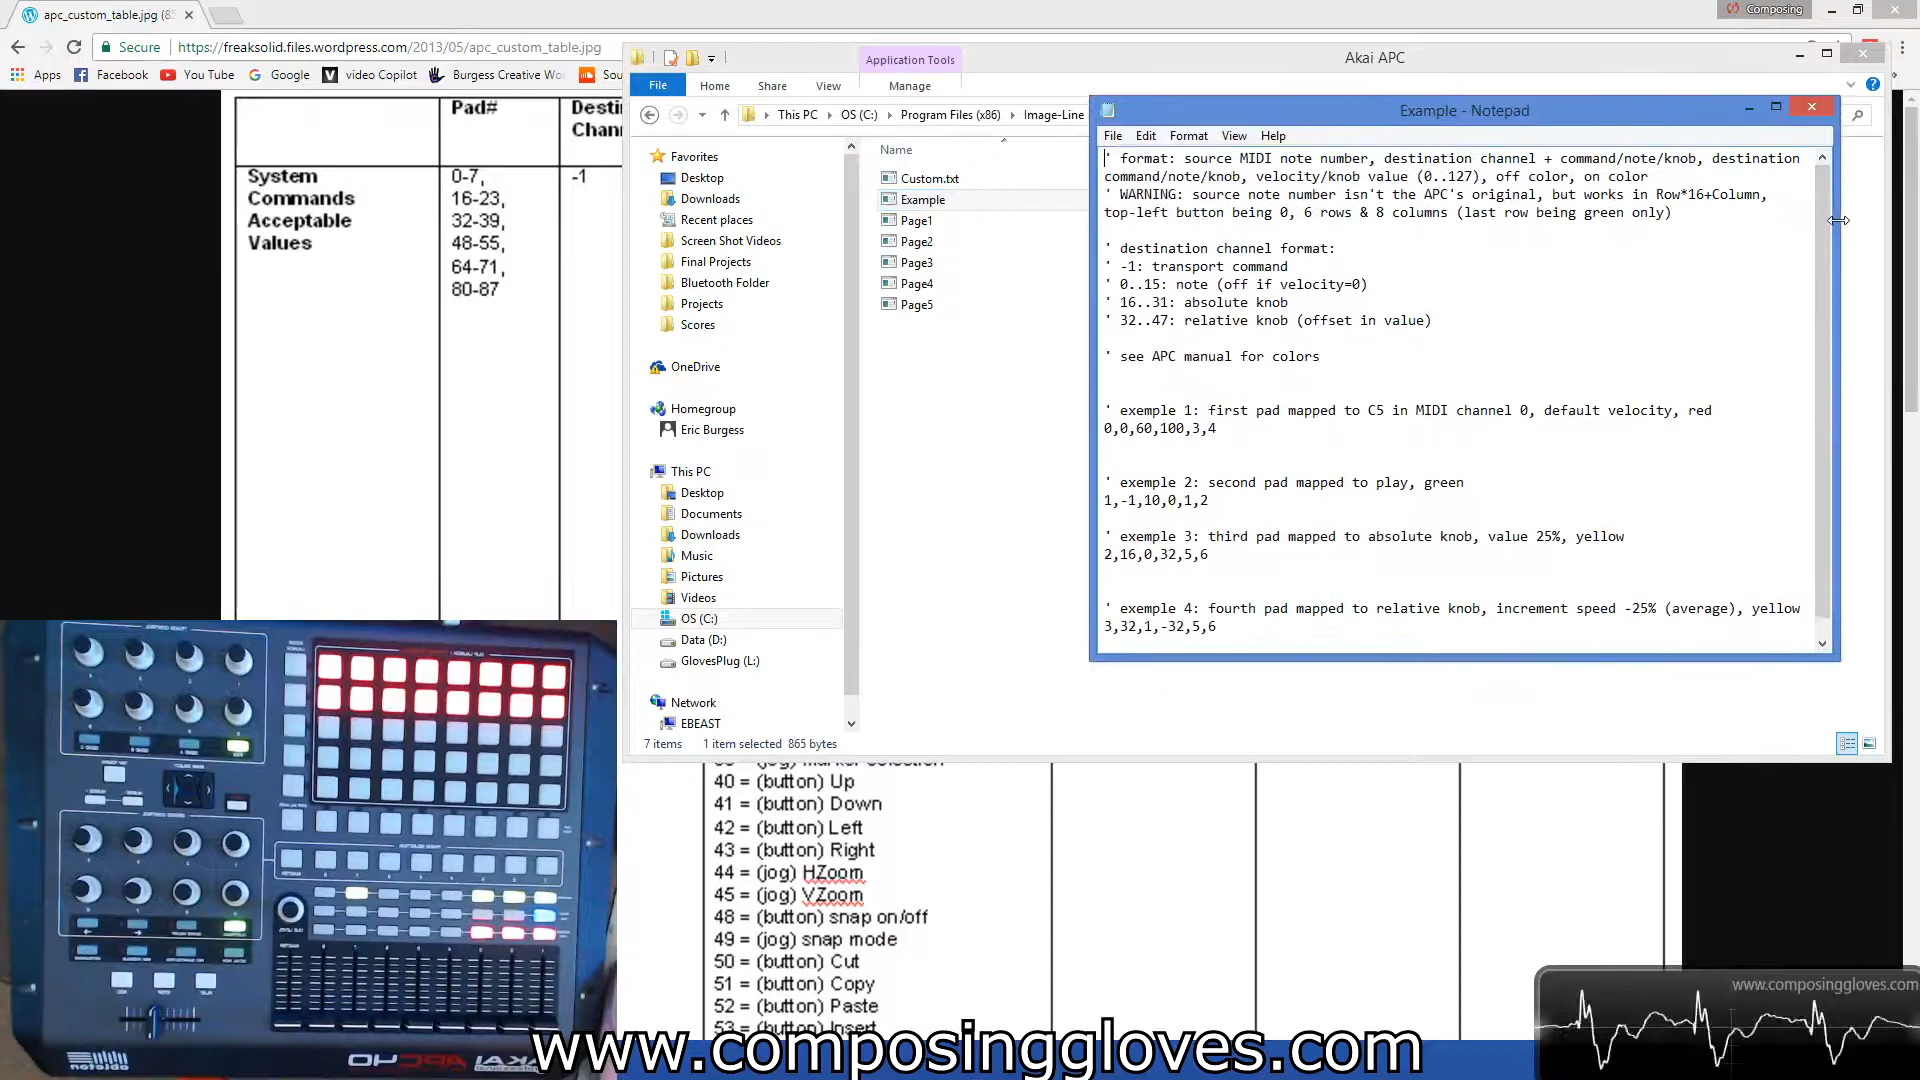 apc_custom_table.jpg (8
Composing
Secure
https://freaksolid.files.wordpress.com/2013/05/apc_custom_table.jpg
Apps
Facebook
You Tube
Google
video Copilot
Burgess Creative Wo
Sou
Application Tools
Akai APC
File
Home
Share
View
Manage
This PC
OS (C:)
Program Files (x86)
Image-Line
Pad#
Desti
Chann
System
Commands
Acceptable
Values
0-7,
16-23,
32-39,
48-55,
64-71,
80-87
-1
Favorites
Desktop
Downloads
Recent places
Screen Shot Videos
Final Projects
Bluetooth Folder
Projects
Scores
OneDrive
Homegroup
Eric Burgess
This PC
Desktop
Documents
Downloads
Music
Pictures
Videos
OS (C:)
Data (D:)
GlovesPlug (L:)
Network
EBEAST
Name
Custom.txt
Example
Page1
Page2
Page3
Page4
Page5
7 items
1 item selected 865 bytes
Example - Notepad
File
Edit
Format
View
Help
' format: source MIDI note number, destination channel + command/note/knob, destination
command/note/knob, velocity/knob value (0..127), off color, on color
' WARNING: source note number isn't the APC's original, but works in Row*16+Column,
top-left button being 0, 6 rows & 8 columns (last row being green only)
' destination channel format:
' -1: transport command
' 0..15: note (off if velocity=0)
' 16..31: absolute knob
' 32..47: relative knob (offset in value)
' see APC manual for colors
' exemple 1: first pad mapped to C5 in MIDI channel 0, default velocity, red
0,0,60,100,3,4
' exemple 2: second pad mapped to play, green
1,-1,10,0,1,2
' exemple 3: third pad mapped to absolute knob, value 25%, yellow
2,16,0,32,5,6
' exemple 4: fourth pad mapped to relative knob, increment speed -25% (average), yellow
3,32,1,-32,5,6
40 = (button) Up
41 = (button) Down
42 = (button) Left
43 = (button) Right
44 = (jog) HZoom
45 = (jog) VZoom
48 = (button) snap on/off
49 = (jog) snap mode
50 = (button) Cut
51 = (button) Copy
52 = (button) Paste
53 = (button) Insert
www.composinggloves.com
www.composinggloves.com
ableton
AKAI APC40